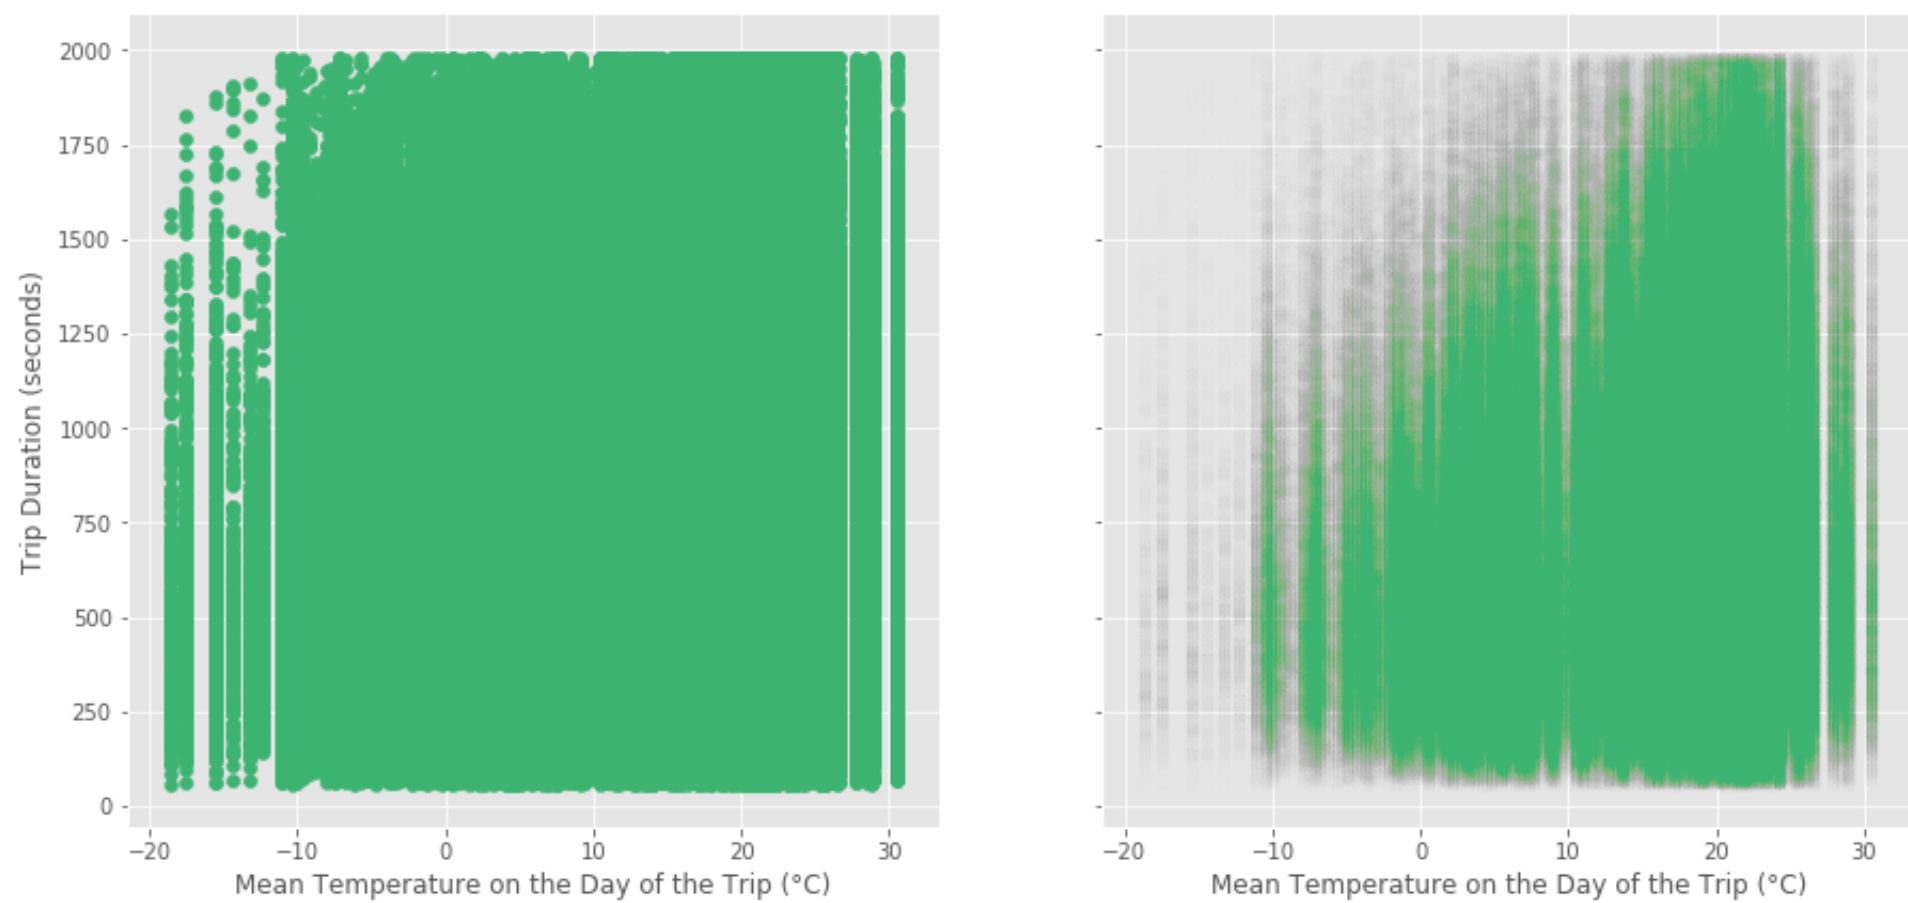 Trip Duration (seconds)
2000
1750
1500
1250
1000
750
500
250
0
−20 −10 0 10 20 30
Mean Temperature on the Day of the Trip (°C)
−20 −10 0 10 20 30
Mean Temperature on the Day of the Trip (°C)